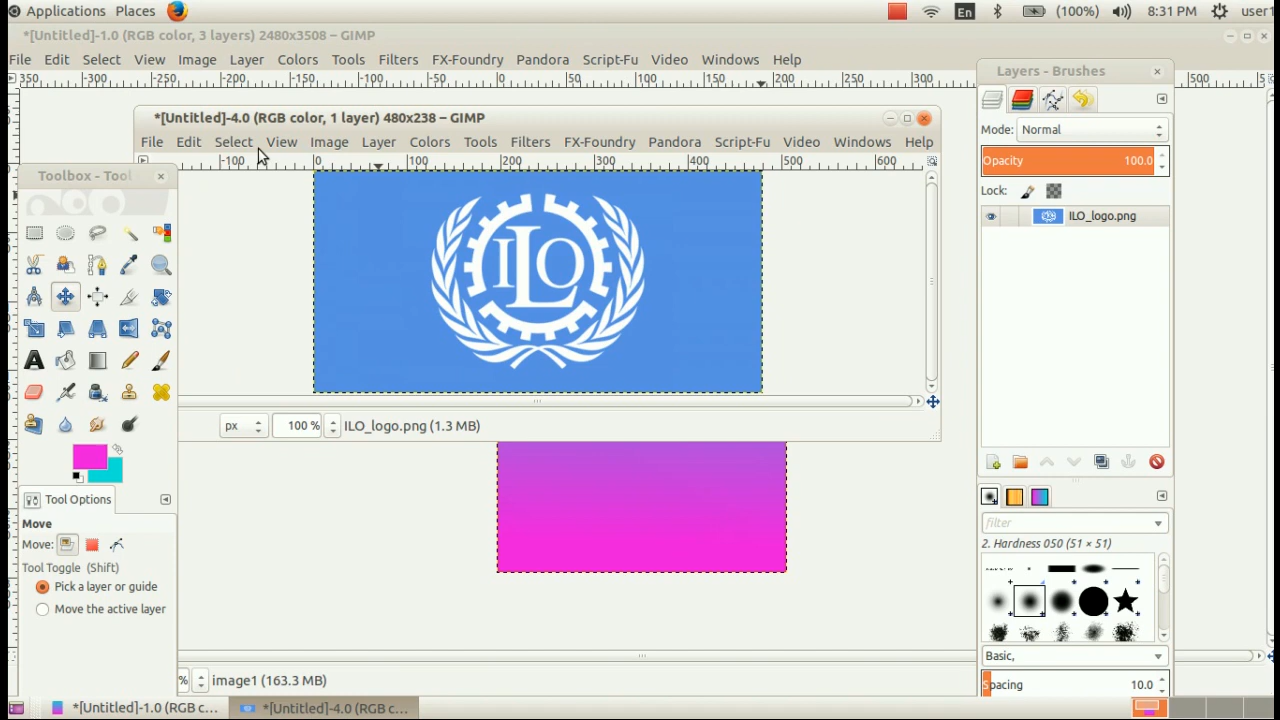 Applications Places En (100%) 8:31 PM user1
*[Untitled]-1.0 (RGB color, 3 layers) 2480x3508 – GIMP
File Edit Select View Image Layer Colors Tools Filters FX-Foundry Pandora Script-Fu Video Windows Help
350 -300 -250 -200 -150 -100 -50 0 50 100 150 200 250 300 500
*[Untitled]-4.0 (RGB color, 1 layer) 480x238 – GIMP
File Edit Select View Image Layer Colors Tools Filters FX-Foundry Pandora Script-Fu Video Windows Help
-100 0 100 200 300 400 500 600
ILO
px 100 % ILO_logo.png (1.3 MB)
Toolbox - Tool
Tool Options
Move
Move:
Tool Toggle (Shift)
Pick a layer or guide
Move the active layer
% image1 (163.3 MB)
Layers - Brushes
Mode: Normal
Opacity 100.0
Lock:
ILO_logo.png
filter
2. Hardness 050 (51 × 51)
Basic,
Spacing 10.0
*[Untitled]-1.0 (RGB c... *[Untitled]-4.0 (RGB c...